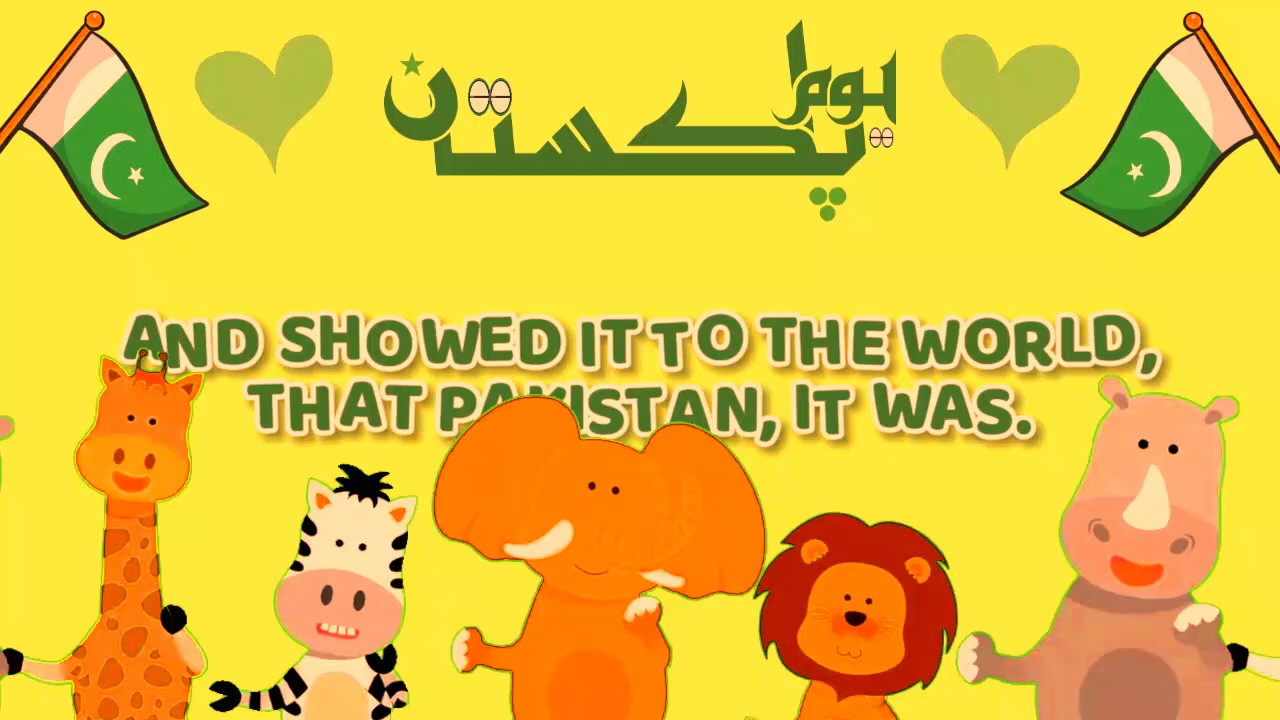 یوم پاکستان
AND SHOWED IT TO THE WORLD,
THAT PAKISTAN, IT WAS.